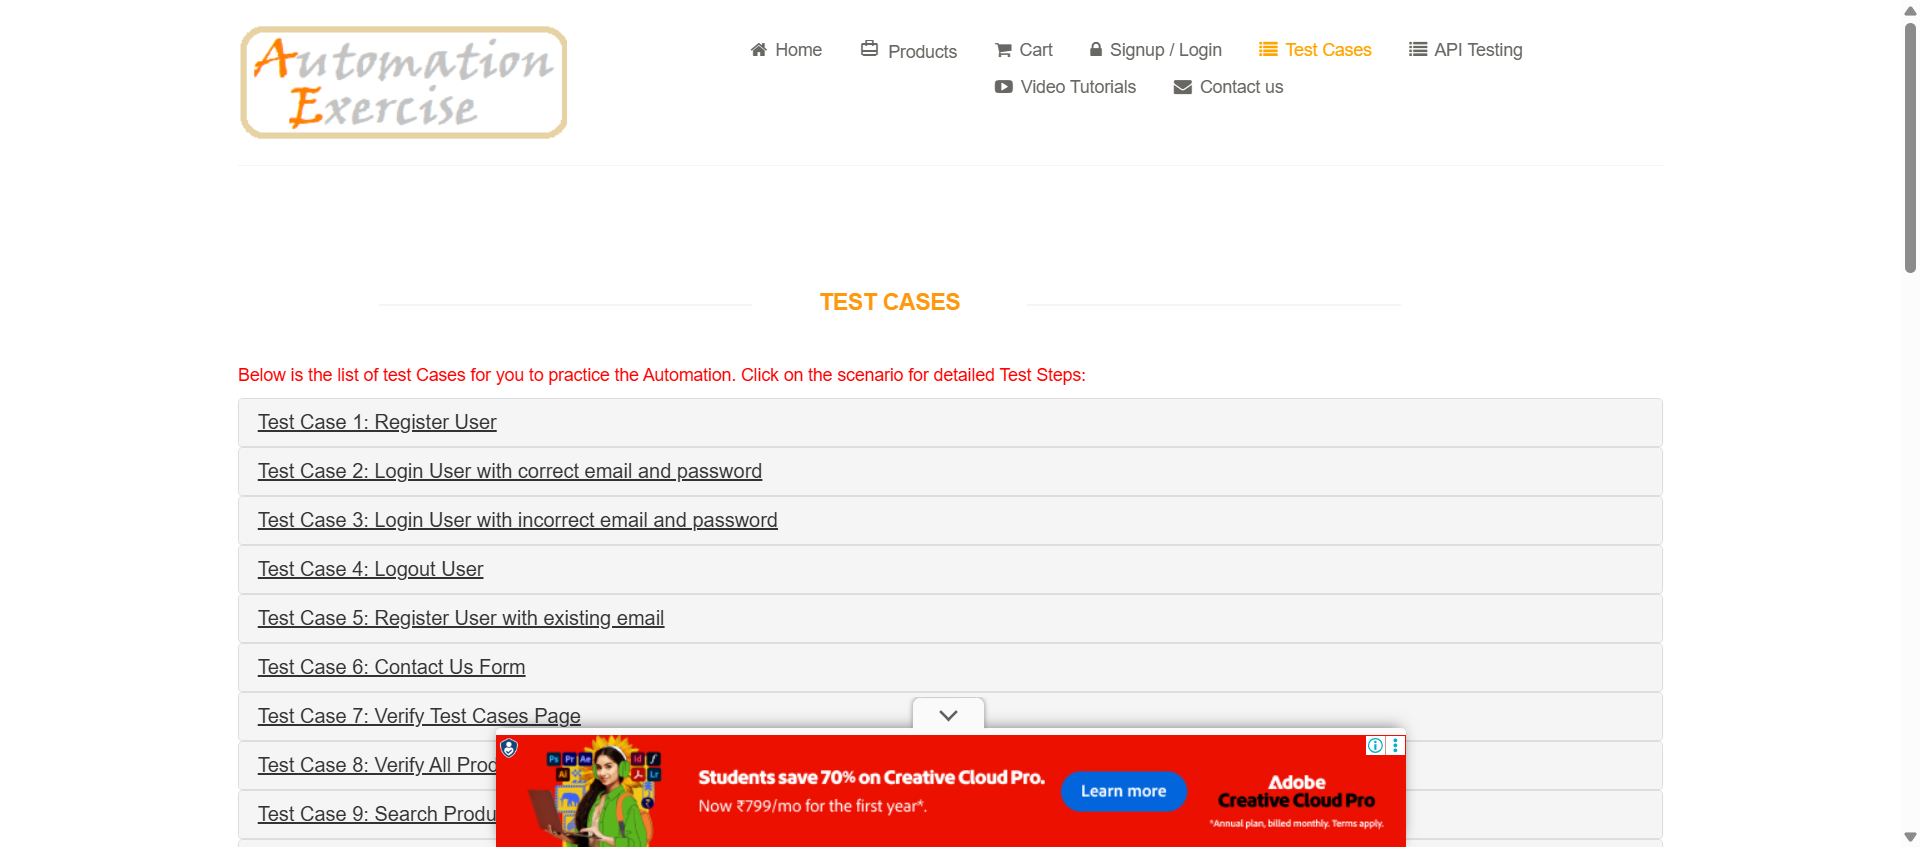 Automation
Exercise
Home
Products
Cart
Signup / Login
Test Cases
API Testing
Video Tutorials
Contact us
TEST CASES
Below is the list of test Cases for you to practice the Automation. Click on the scenario for detailed Test Steps:
Test Case 1: Register User
Test Case 2: Login User with correct email and password
Test Case 3: Login User with incorrect email and password
Test Case 4: Logout User
Test Case 5: Register User with existing email
Test Case 6: Contact Us Form
Test Case 7: Verify Test Cases Page
Test Case 8: Verify All Prod
Test Case 9: Search Produ
Ps Pr Ae Id
Ai Lr
Students save 70% on Creative Cloud Pro.
Now ₹799/mo for the first year*.
Learn more
Adobe
Creative Cloud Pro
*Annual plan, billed monthly. Terms apply.